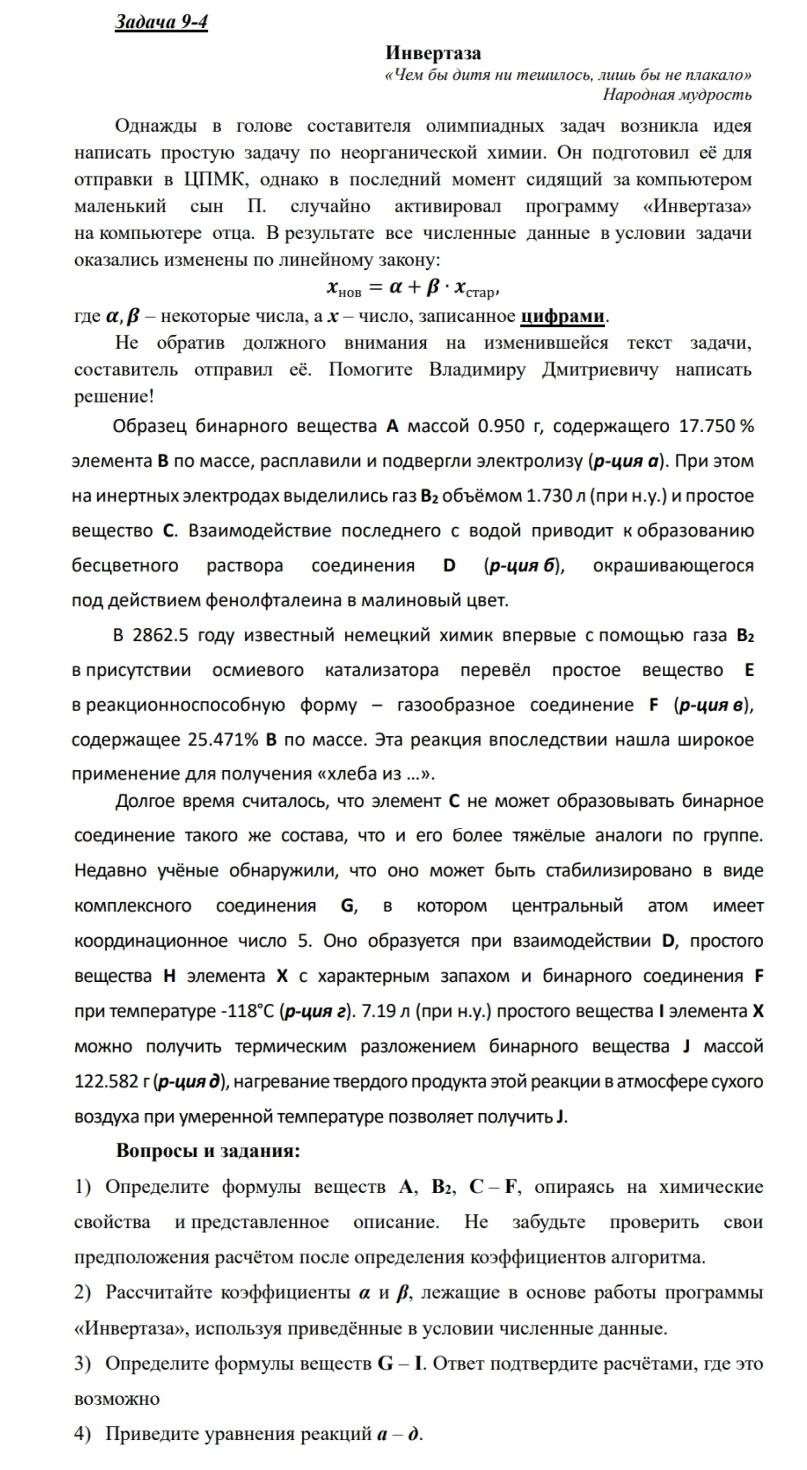 Задача 9-4
Инвертаза
«Чем бы дитя ни тешилось, лишь бы не плакало»
Народная мудрость
Однажды в голове составителя олимпиадных задач возникла идея
написать простую задачу по неорганической химии. Он подготовил её для
отправки в ЦПМК, однако в последний момент сидящий за компьютером
маленький сын П. случайно активировал программу «Инвертаза»
на компьютере отца. В результате все численные данные в условии задачи
оказались изменены по линейному закону:
xнов = α + β · xстар,
где α, β – некоторые числа, а x – число, записанное цифрами.
Не обратив должного внимания на изменившейся текст задачи,
составитель отправил её. Помогите Владимиру Дмитриевичу написать
решение!
Образец бинарного вещества A массой 0.950 г, содержащего 17.750 %
элемента B по массе, расплавили и подвергли электролизу (р-ция а). При этом
на инертных электродах выделились газ B₂ объёмом 1.730 л (при н.у.) и простое
вещество C. Взаимодействие последнего с водой приводит к образованию
бесцветного раствора соединения D (р-ция б), окрашивающегося
под действием фенолфталеина в малиновый цвет.
В 2862.5 году известный немецкий химик впервые с помощью газа B₂
в присутствии осмиевого катализатора перевёл простое вещество E
в реакционноспособную форму – газообразное соединение F (р-ция в),
содержащее 25.471% B по массе. Эта реакция впоследствии нашла широкое
применение для получения «хлеба из ...».
Долгое время считалось, что элемент C не может образовывать бинарное
соединение такого же состава, что и его более тяжёлые аналоги по группе.
Недавно учёные обнаружили, что оно может быть стабилизировано в виде
комплексного соединения G, в котором центральный атом имеет
координационное число 5. Оно образуется при взаимодействии D, простого
вещества H элемента X с характерным запахом и бинарного соединения F
при температуре -118°C (р-ция г). 7.19 л (при н.у.) простого вещества I элемента X
можно получить термическим разложением бинарного вещества J массой
122.582 г (р-ция д), нагревание твердого продукта этой реакции в атмосфере сухого
воздуха при умеренной температуре позволяет получить J.
Вопросы и задания:
1) Определите формулы веществ A, B₂, C – F, опираясь на химические
свойства и представленное описание. Не забудьте проверить свои
предположения расчётом после определения коэффициентов алгоритма.
2) Рассчитайте коэффициенты α и β, лежащие в основе работы программы
«Инвертаза», используя приведённые в условии численные данные.
3) Определите формулы веществ G – I. Ответ подтвердите расчётами, где это
возможно
4) Приведите уравнения реакций а – д.